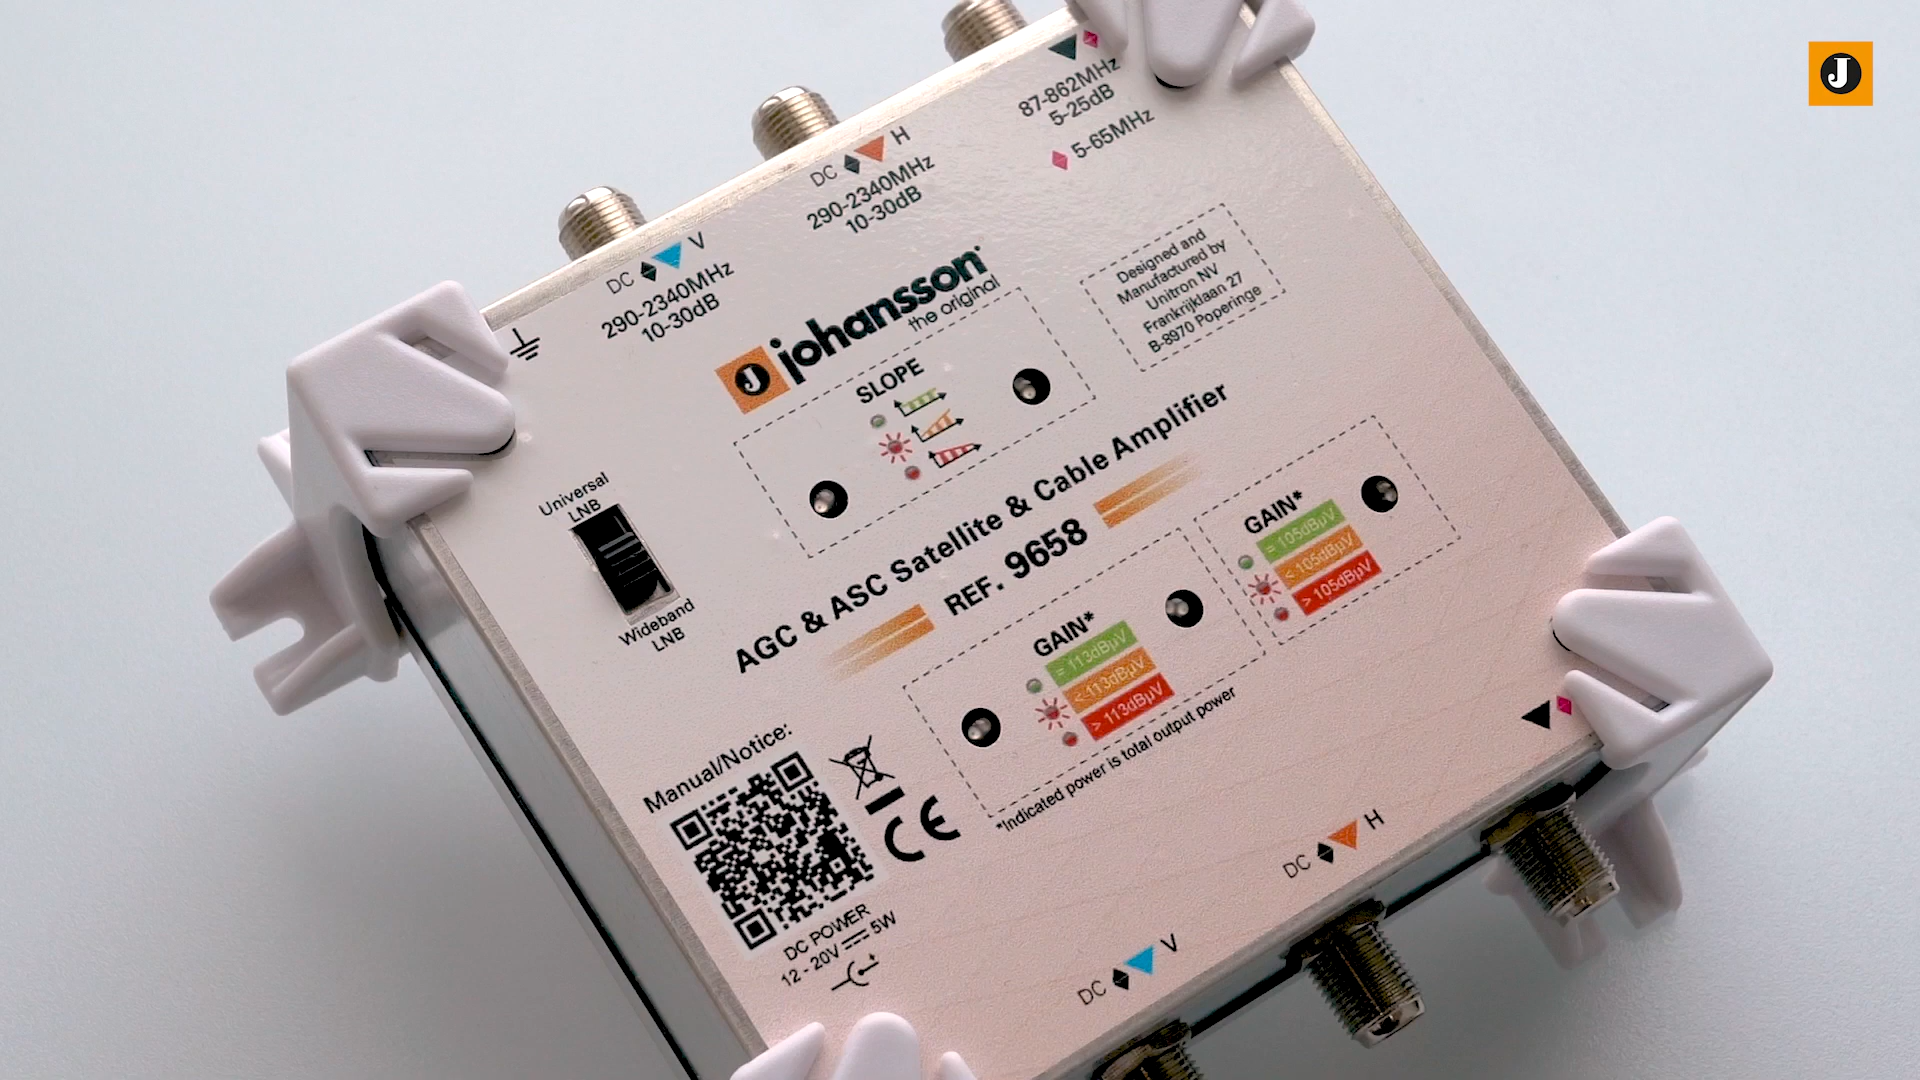 J
87-862MHz
5-25dB
5-65MHz
DC H
290-2340MHz
10-30dB
DC V
290-2340MHz
10-30dB
J johansson®
the original
Designed and
Manufactured by
Unitron NV
Frankrijklaan 27
B-8970 Poperinge
SLOPE
Universal
LNB
Wideband
LNB
AGC & ASC Satellite & Cable Amplifier
REF. 9658
GAIN*
= 105dBµV
< 105dBµV
> 105dBµV
GAIN*
= 113dBµV
< 113dBµV
> 113dBµV
*Indicated power is total output power
Manual/Notice:
CE
DC POWER
12 - 20V 5W
DC H
DC V